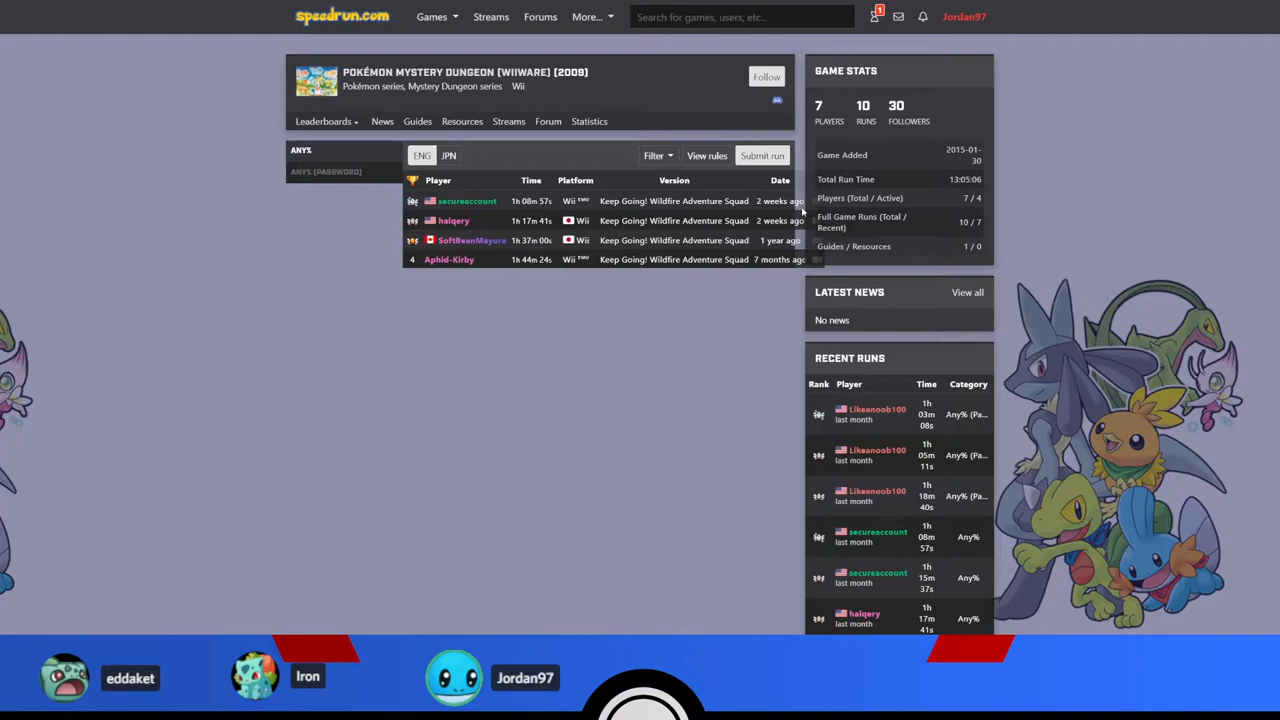 speedrun.com Games Streams Forums More... Search for games, users, etc... 1 Jordan97
POKÉMON MYSTERY DUNGEON (WIIWARE) (2009)
Pokémon series, Mystery Dungeon series Wii
Follow
Leaderboards News Guides Resources Streams Forum Statistics
ANY%
ANY% (PASSWORD)
ENG JPN Filter View rules Submit run
Player Time Platform Version Date
secureaccount 1h 08m 57s Wii EMU Keep Going! Wildfire Adventure Squad 2 weeks ago
halqery 1h 17m 41s Wii Keep Going! Wildfire Adventure Squad 2 weeks ago
SoftBeanMayura 1h 37m 00s Wii Keep Going! Wildfire Adventure Squad 1 year ago
4 Aphid-Kirby 1h 44m 24s Wii EMU Keep Going! Wildfire Adventure Squad 7 months ago
GAME STATS
7 10 30
PLAYERS RUNS FOLLOWERS
Game Added 2015-01-
30
Total Run Time 13:05:06
Players (Total / Active) 7 / 4
Full Game Runs (Total /
Recent) 10 / 7
Guides / Resources 1 / 0
LATEST NEWS View all
No news
RECENT RUNS
Rank Player Time Category
Likeanoob100 last month 1h 03m 08s Any% (Pa...
Likeanoob100 last month 1h 05m 11s Any% (Pa...
Likeanoob100 last month 1h 18m 40s Any% (Pa...
secureaccount last month 1h 08m 57s Any%
secureaccount last month 1h 15m 37s Any%
halqery last month 1h 17m 41s Any%
eddaket Iron Jordan97